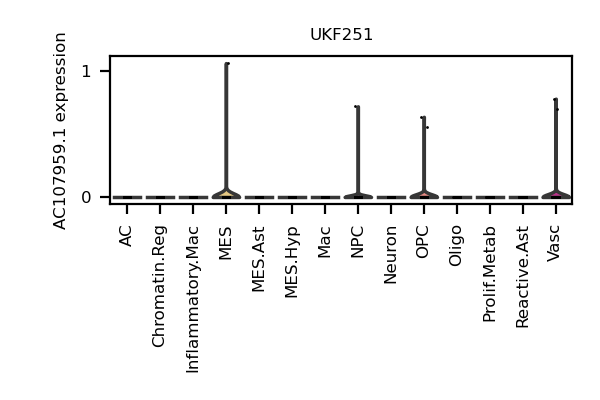 UKF251
AC107959.1 expression
1
0
AC
Chromatin.Reg
Inflammatory.Mac
MES
MES.Ast
MES.Hyp
Mac
NPC
Neuron
OPC
Oligo
Prolif.Metab
Reactive.Ast
Vasc